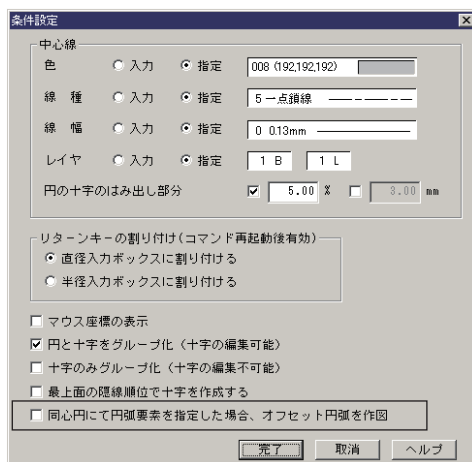 条件設定
中心線
色 入力 指定 008 (192,192,192)
線 種 入力 指定 5 一点鎖線
線 幅 入力 指定 0 0.13mm
レイヤ 入力 指定 1 B 1 L
円の十字のはみ出し部分 5.00 % 3.00 mm
リターンキーの割り付け(コマンド再起動後有効)
直径入力ボックスに割り付ける
半径入力ボックスに割り付ける
マウス座標の表示
円と十字をグループ化(十字の編集可能)
十字のみグループ化(十字の編集不可能)
最上面の隠線順位で十字を作成する
同心円にて円弧要素を指定した場合、オフセット円弧を作図
完了 取消 ヘルプ